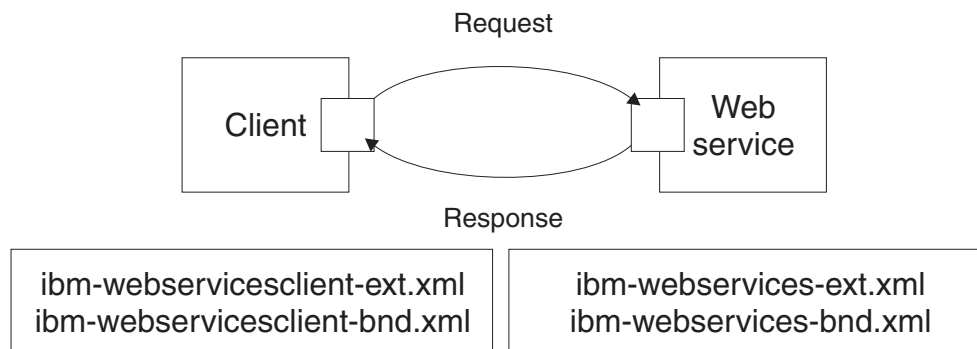 Request
Client
Web
service
Response
ibm-webservicesclient-ext.xml
ibm-webservicesclient-bnd.xml
ibm-webservices-ext.xml
ibm-webservices-bnd.xml